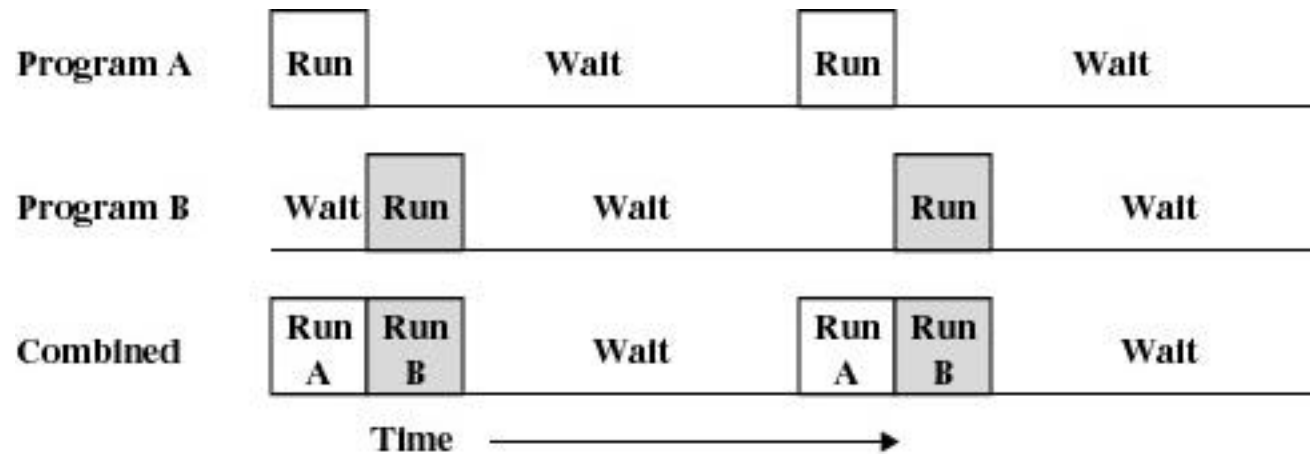 Program A Run Wait Run Wait
Program B Wait Run Wait Run Wait
Combined Run A Run B Wait Run A Run B Wait
Time